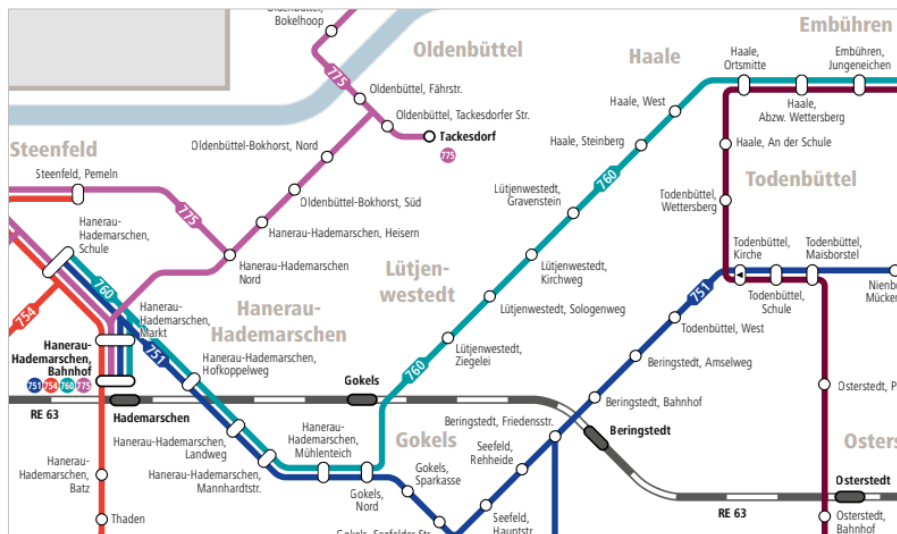 Oldenbüttel,
Bokelhoop
Oldenbüttel
Haale
Embühren
Haale,
Ortsmitte
Embühren,
Jungeneichen
775
Oldenbüttel, Fährstr.
Haale, West
Haale,
Abzw. Wettersberg
Oldenbüttel, Tackesdorfer Str.
Tackesdorf
775
Haale, Steinberg
Haale, An der Schule
Steenfeld
Oldenbüttel-Bokhorst, Nord
Steenfeld, Pemeln
760
Todenbüttel
Lütjenwestedt,
Gravenstein
Todenbüttel,
Wettersberg
775
Oldenbüttel-Bokhorst, Süd
Hanerau-
Hademarschen,
Schule
Hanerau-Hademarschen, Heisern
Todenbüttel,
Kirche
Todenbüttel,
Maisborstel
Hanerau-Hademarschen
Nord
Lütjen-
westedt
Lütjenwestedt,
Kirchweg
760
751
Nienbe
Mücken
Todenbüttel,
Schule
Hanerau-
Hademarschen,
Markt
Hanerau-
Hademarschen
Lütjenwestedt, Sologenweg
754
Todenbüttel, West
Hanerau-
Hademarschen,
Bahnhof
751
Hanerau-Hademarschen,
Hofkoppelweg
Lütjenwestedt,
Ziegelei
Beringstedt, Amselweg
751 754 760 775
760
Gokels
Osterstedt, P
Beringstedt, Bahnhof
RE 63
Hademarschen
Beringstedt, Friedensstr.
Beringstedt
Hanerau-Hademarschen,
Landweg
Hanerau-
Hademarschen,
Mühlenteich
Gokels
Osters
Seefeld,
Rehheide
Hanerau-
Hademarschen,
Batz
Hanerau-Hademarschen,
Mannhardtstr.
Gokels,
Sparkasse
Osterstedt
Gokels,
Nord
RE 63
Thaden
Gokels, Seefelder Str.
Seefeld,
Hauptstr.
Osterstedt,
Bahnhof